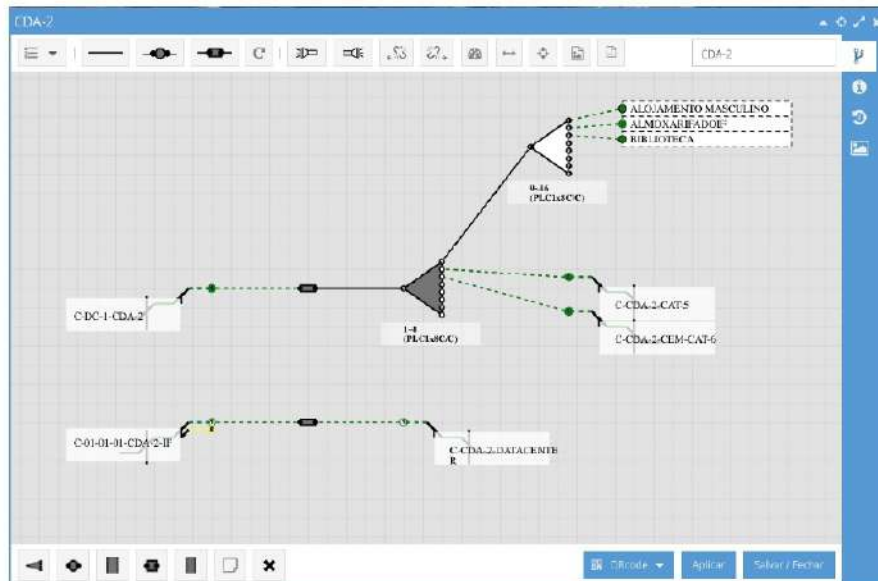 CDA-2
CDA-2
ALOJAMENTO MASCULINO
ALMOXARIFADOIF
BIBLIOTECA
(PLC1x8C/C)
C-DC-1-CDA-2
C-CDA-2-CAT-5
C-CDA-2-CEM-CAT-6
(PLC1x8C/C)
C-01-01-01-CDA-2-IF
C-CDA-2-DATACENTE
R
QRcode
Aplicar
Salvar / Fechar